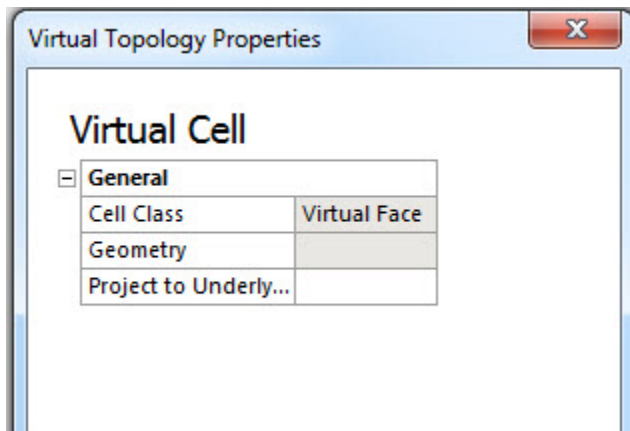 Virtual Topology Properties
Virtual Cell
General
Cell Class Virtual Face
Geometry
Project to Underly...